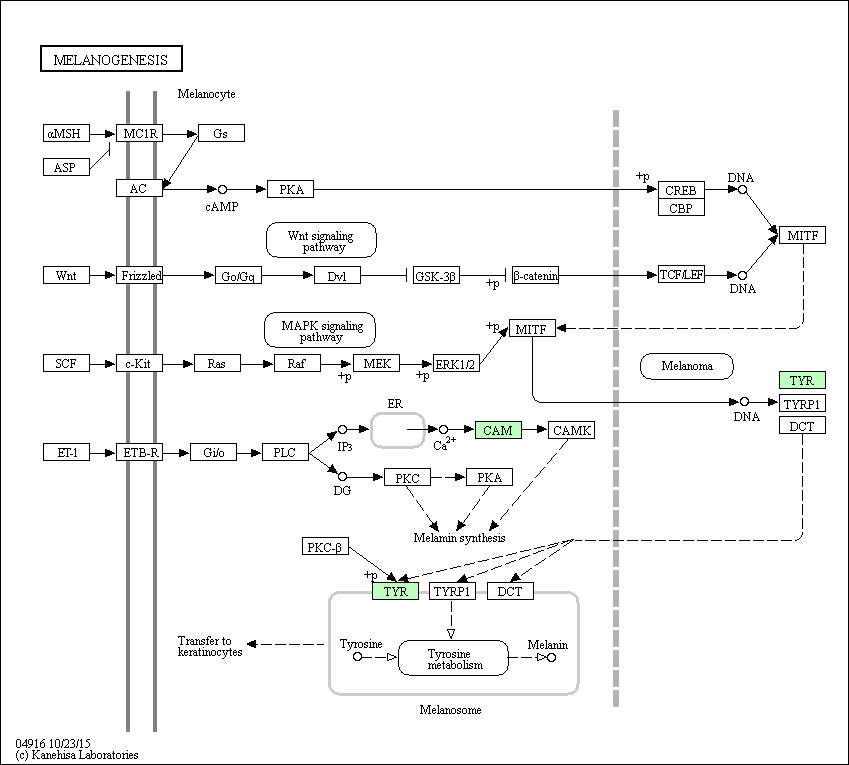 MELANOGENESIS
Melanocyte
αMSH
MC1R
Gs
ASP
AC
cAMP
PKA
+p
CREB
CBP
DNA
MITF
Wnt signaling
pathway
Wnt
Frizzled
Go/Gq
Dvl
GSK-3β
+p
β-catenin
TCF/LEF
DNA
MAPK signaling
pathway
+p
MITF
SCF
c-Kit
Ras
Raf
+p
MEK
+p
ERK1/2
Melanoma
TYR
DNA
TYRP1
DCT
ER
IP3
Ca2+
CAM
CAMK
ET-1
ETB-R
Gi/o
PLC
DG
PKC
PKA
Melamin synthesis
PKC-β
+p
TYR
TYRP1
DCT
Transfer to
keratinocytes
Tyrosine
Tyrosine
metabolism
Melanin
Melanosome
04916 10/23/15
(c) Kanehisa Laboratories